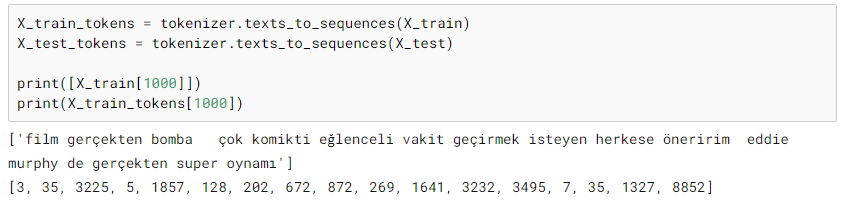 X_train_tokens = tokenizer.texts_to_sequences(X_train)
X_test_tokens = tokenizer.texts_to_sequences(X_test)
print([X_train[1000]])
print(X_train_tokens[1000])
['film gerçekten bomba   çok komikti eğlenceli vakit geçirmek isteyen herkese öneririm  eddie
murphy de gerçekten super oynamı']
[3, 35, 3225, 5, 1857, 128, 202, 672, 872, 269, 1641, 3232, 3495, 7, 35, 1327, 8852]